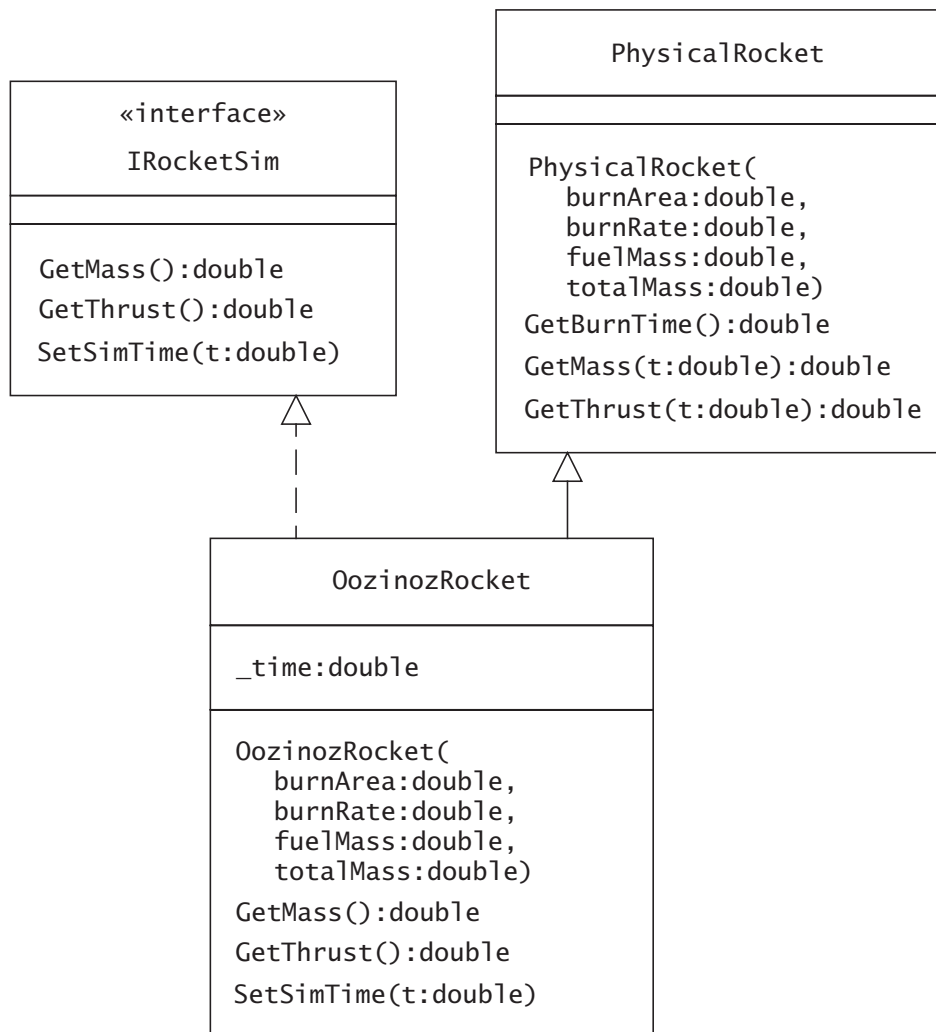 «interface»
IRocketSim
GetMass():double
GetThrust():double
SetSimTime(t:double)
PhysicalRocket
PhysicalRocket(
burnArea:double,
burnRate:double,
fuelMass:double,
totalMass:double)
GetBurnTime():double
GetMass(t:double):double
GetThrust(t:double):double
OozinozRocket
_time:double
OozinozRocket(
burnArea:double,
burnRate:double,
fuelMass:double,
totalMass:double)
GetMass():double
GetThrust():double
SetSimTime(t:double)